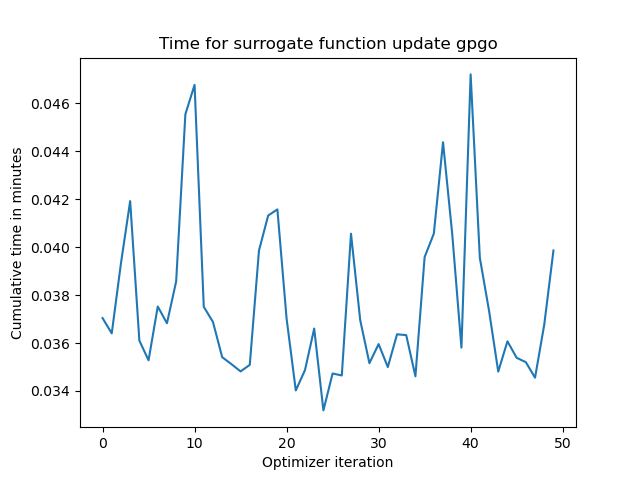 Time for surrogate function update gpgo
Cumulative time in minutes
0.046
0.044
0.042
0.040
0.038
0.036
0.034
0 10 20 30 40 50
Optimizer iteration